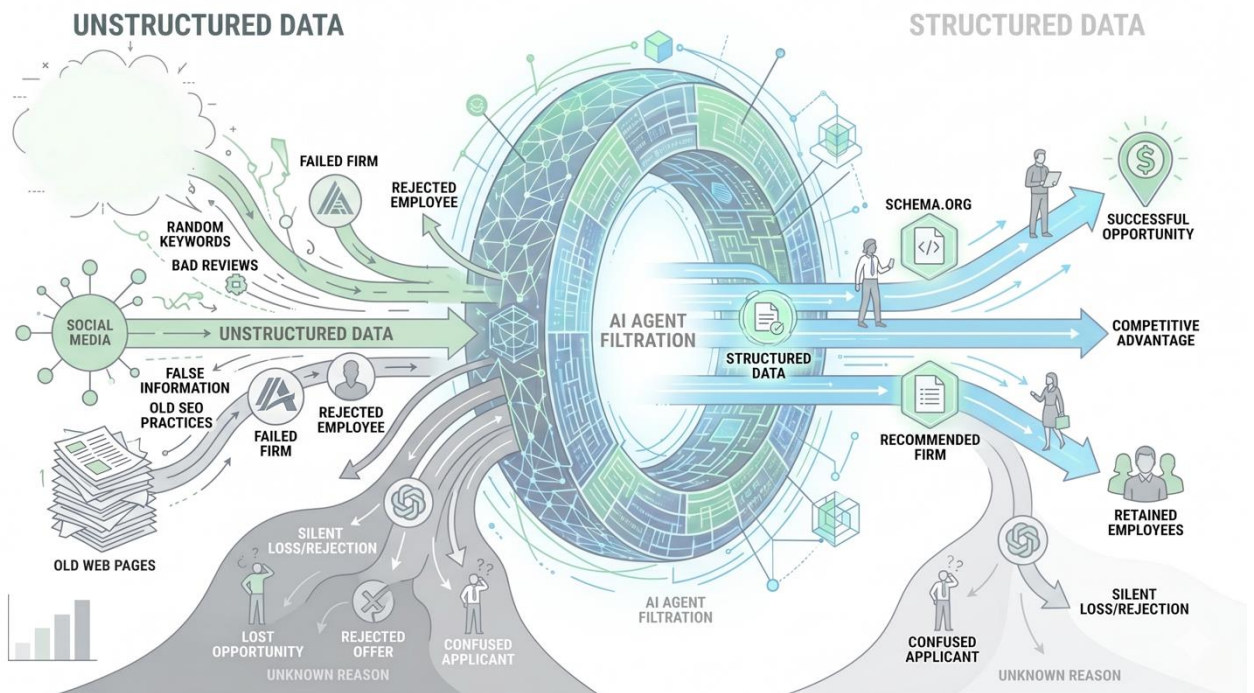 UNSTRUCTURED DATA
STRUCTURED DATA
FAILED FIRM
REJECTED
EMPLOYEE
RANDOM
KEYWORDS
BAD REVIEWS
SOCIAL
MEDIA
UNSTRUCTURED DATA
FALSE
INFORMATION
OLD SEO
PRACTICES
FAILED
FIRM
REJECTED
EMPLOYEE
OLD WEB PAGES
SILENT
LOSS/REJECTION
¿ ??
LOST
OPPORTUNITY
REJECTED
OFFER
??
CONFUSED
APPLICANT
UNKNOWN REASON
AI AGENT
FILTRATION
AI AGENT
FILTRATION
STRUCTURED
DATA
SCHEMA.ORG
</>
$
SUCCESSFUL
OPPORTUNITY
COMPETITIVE
ADVANTAGE
RECOMMENDED
FIRM
RETAINED
EMPLOYEES
??
CONFUSED
APPLICANT
SILENT
LOSS/REJECTION
UNKNOWN REASON